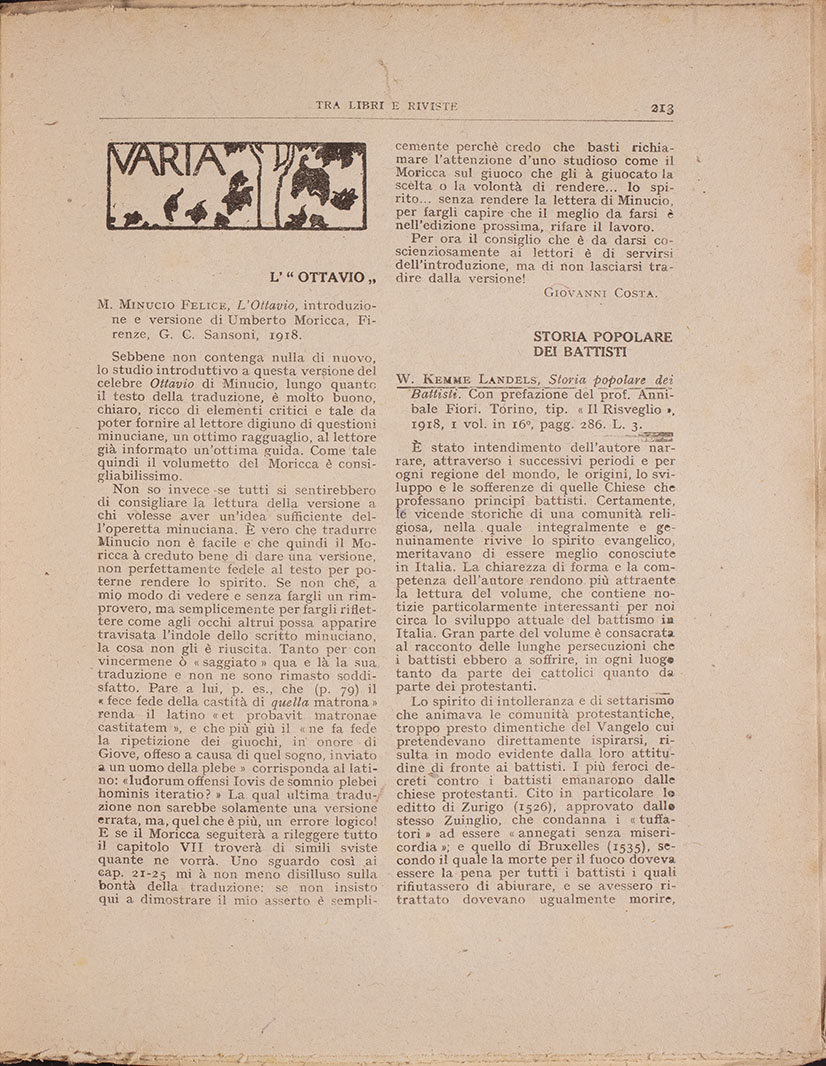 TRA LIBRI E RIVISTE
213
VARIA
L' “ OTTAVIO „
M. MINUCIO FELICE, L'Ottavio, introduzio-
ne e versione di Umberto Moricca, Fi-
renze, G. C. Sansoni, 1918.
Sebbene non contenga nulla di nuovo,
lo studio introduttivo a questa versione del
celebre Ottavio di Minucio, lungo quanto
il testo della traduzione, è molto buono,
chiaro, ricco di elementi critici e tale da
poter fornire al lettore digiuno di questioni
minuciane, un ottimo ragguaglio, al lettore
già informato un'ottima guida. Come tale
quindi il volumetto del Moricca è consi-
gliabilissimo.
Non so invece se tutti si sentirebbero
di consigliare la lettura della versione a
chi volesse aver un'idea sufficiente del-
l'operetta minuciana. È vero che tradurre
Minucio non è facile e che quindi il Mo-
ricca à creduto bene di dare una versione,
non perfettamente fedele al testo per po-
terne rendere lo spirito. Se non chè, a
mio modo di vedere e senza fargli un rim-
provero, ma semplicemente per fargli riflet-
tere come agli occhi altrui possa apparire
travisata l'indole dello scritto minuciano,
la cosa non gli è riuscita. Tanto per con
vincermene ò « saggiato » qua e là la sua
traduzione e non ne sono rimasto soddi-
sfatto. Pare a lui, p. es., che (p. 79) il
« fece fede della castità di quella matrona »
renda il latino « et probavit matronae
castitatem », e che più giù il « ne fa fede
la ripetizione dei giuochi, in onore di
Giove, offeso a causa di quel sogno, inviato
a un uomo della plebe » corrisponda al lati-
no: «ludorum offensi Iovis de somnio plebei
hominis iteratio? » La qual ultima tradu-
zione non sarebbe solamente una versione
errata, ma, quel che è più, un errore logico!
E se il Moricca seguiterà a rileggere tutto
il capitolo VII troverà di simili sviste
quante ne vorrà. Uno sguardo così ai
cap. 21-25 mi à non meno disilluso sulla
bontà della traduzione: se non insisto
qui a dimostrare il mio asserto è sempli-
cemente perchè credo che basti richia-
mare l'attenzione d'uno studioso come il
Moricca sul giuoco che gli à giuocato la
scelta o la volontà di rendere... lo spi-
rito... senza rendere la lettera di Minucio,
per fargli capire che il meglio da farsi è
nell'edizione prossima, rifare il lavoro.
Per ora il consiglio che è da darsi co-
scienziosamente ai lettori è di servirsi
dell'introduzione, ma di non lasciarsi tra-
dire dalla versione!
GIOVANNI COSTA.
STORIA POPOLARE
DEI BATTISTI
W. KEMME LANDELS, Storia popolare dei
Battisti. Con prefazione del prof. Anni-
bale Fiori. Torino, tip. « Il Risveglio »,
1918, 1 vol. in 16°, pagg. 286. L. 3.
È stato intendimento dell'autore nar-
rare, attraverso i successivi periodi e per
ogni regione del mondo, le origini, lo svi-
luppo e le sofferenze di quelle Chiese che
professano principî battisti. Certamente,
le vicende storiche di una comunità reli-
giosa, nella quale integralmente e ge-
nuinamente rivive lo spirito evangelico,
meritavano di essere meglio conosciute
in Italia. La chiarezza di forma e la com-
petenza dell'autore rendono più attraente
la lettura del volume, che contiene no-
tizie particolarmente interessanti per noi
circa lo sviluppo attuale del battismo in
Italia. Gran parte del volume è consacrata
al racconto delle lunghe persecuzioni che
i battisti ebbero a soffrire, in ogni luogo
tanto da parte dei cattolici quanto da
parte dei protestanti.
Lo spirito di intolleranza e di settarismo
che animava le comunità protestantiche,
troppo presto dimentiche del Vangelo cui
pretendevano direttamente ispirarsi, ri-
sulta in modo evidente dalla loro attitu-
dine di fronte ai battisti. I più feroci de-
creti contro i battisti emanarono dalle
chiese protestanti. Cito in particolare lo
editto di Zurigo (1526), approvato dallo
stesso Zuinglio, che condanna i « tuffa-
tori » ad essere « annegati senza miseri-
cordia »; e quello di Bruxelles (1535), se-
condo il quale la morte per il fuoco doveva
essere la pena per tutti i battisti i quali
rifiutassero di abiurare, e se avessero ri-
trattato dovevano ugualmente morire,